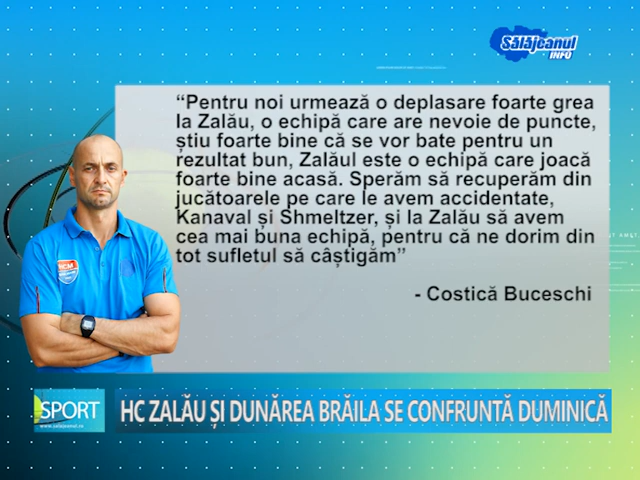 Sălăjeanul
INFO
“Pentru noi urmează o deplasare foarte grea
la Zalău, o echipă care are nevoie de puncte,
știu foarte bine că se vor bate pentru un
rezultat bun, Zalăul este o echipă care joacă
foarte bine acasă. Sperăm să recuperăm din
jucătoarele pe care le avem accidentate,
Kanaval și Shmeltzer, și la Zalău să avem
cea mai buna echipă, pentru că ne dorim din
tot sufletul să câștigăm”
- Costică Buceschi
SPORT
www.salajeanul.ro
HC ZALĂU ȘI DUNĂREA BRĂILA SE CONFRUNTĂ DUMINICĂ